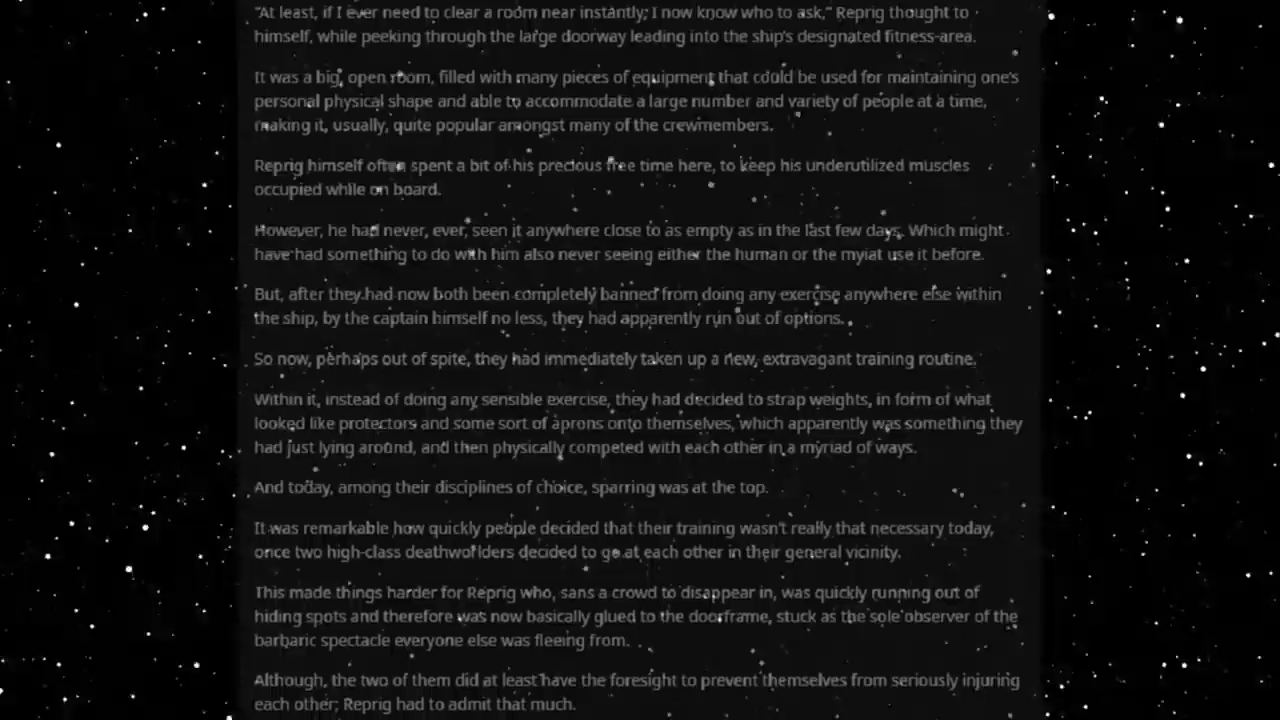 "At least, if I ever need to clear a room near instantly; I now know who to ask," Reprig thought to
himself, while peeking through the large doorway leading into the ship's designated fitness-area.
It was a big, open room, filled with many pieces of equipment that could be used for maintaining one's
personal physical shape and able to accommodate a large number and variety of people at a time,
making it, usually, quite popular amongst many of the crewmembers.
Reprig himself often spent a bit of his precious free time here, to keep his underutilized muscles
occupied while on board.
However, he had never, ever, seen it anywhere close to as empty as in the last few days. Which might
have had something to do with him also never seeing either the human or the myiat use it before.
But, after they had now both been completely banned from doing any exercise anywhere else within
the ship, by the captain himself no less, they had apparently run out of options.
So now, perhaps out of spite, they had immediately taken up a new, extravagant training routine.
Within it, instead of doing any sensible exercise, they had decided to strap weights, in form of what
looked like protectors and some sort of aprons onto themselves, which apparently was something they
had just lying around, and then physically competed with each other in a myriad of ways.
And today, among their disciplines of choice, sparring was at the top.
It was remarkable how quickly people decided that their training wasn't really that necessary today,
once two high-class deathworlders decided to go at each other in their general vicinity.
This made things harder for Reprig who, sans a crowd to disappear in, was quickly running out of
hiding spots and therefore was now basically glued to the doorframe, stuck as the sole observer of the
barbaric spectacle everyone else was fleeing from.
Although, the two of them did at least have the foresight to prevent themselves from seriously injuring
each other; Reprig had to admit that much.